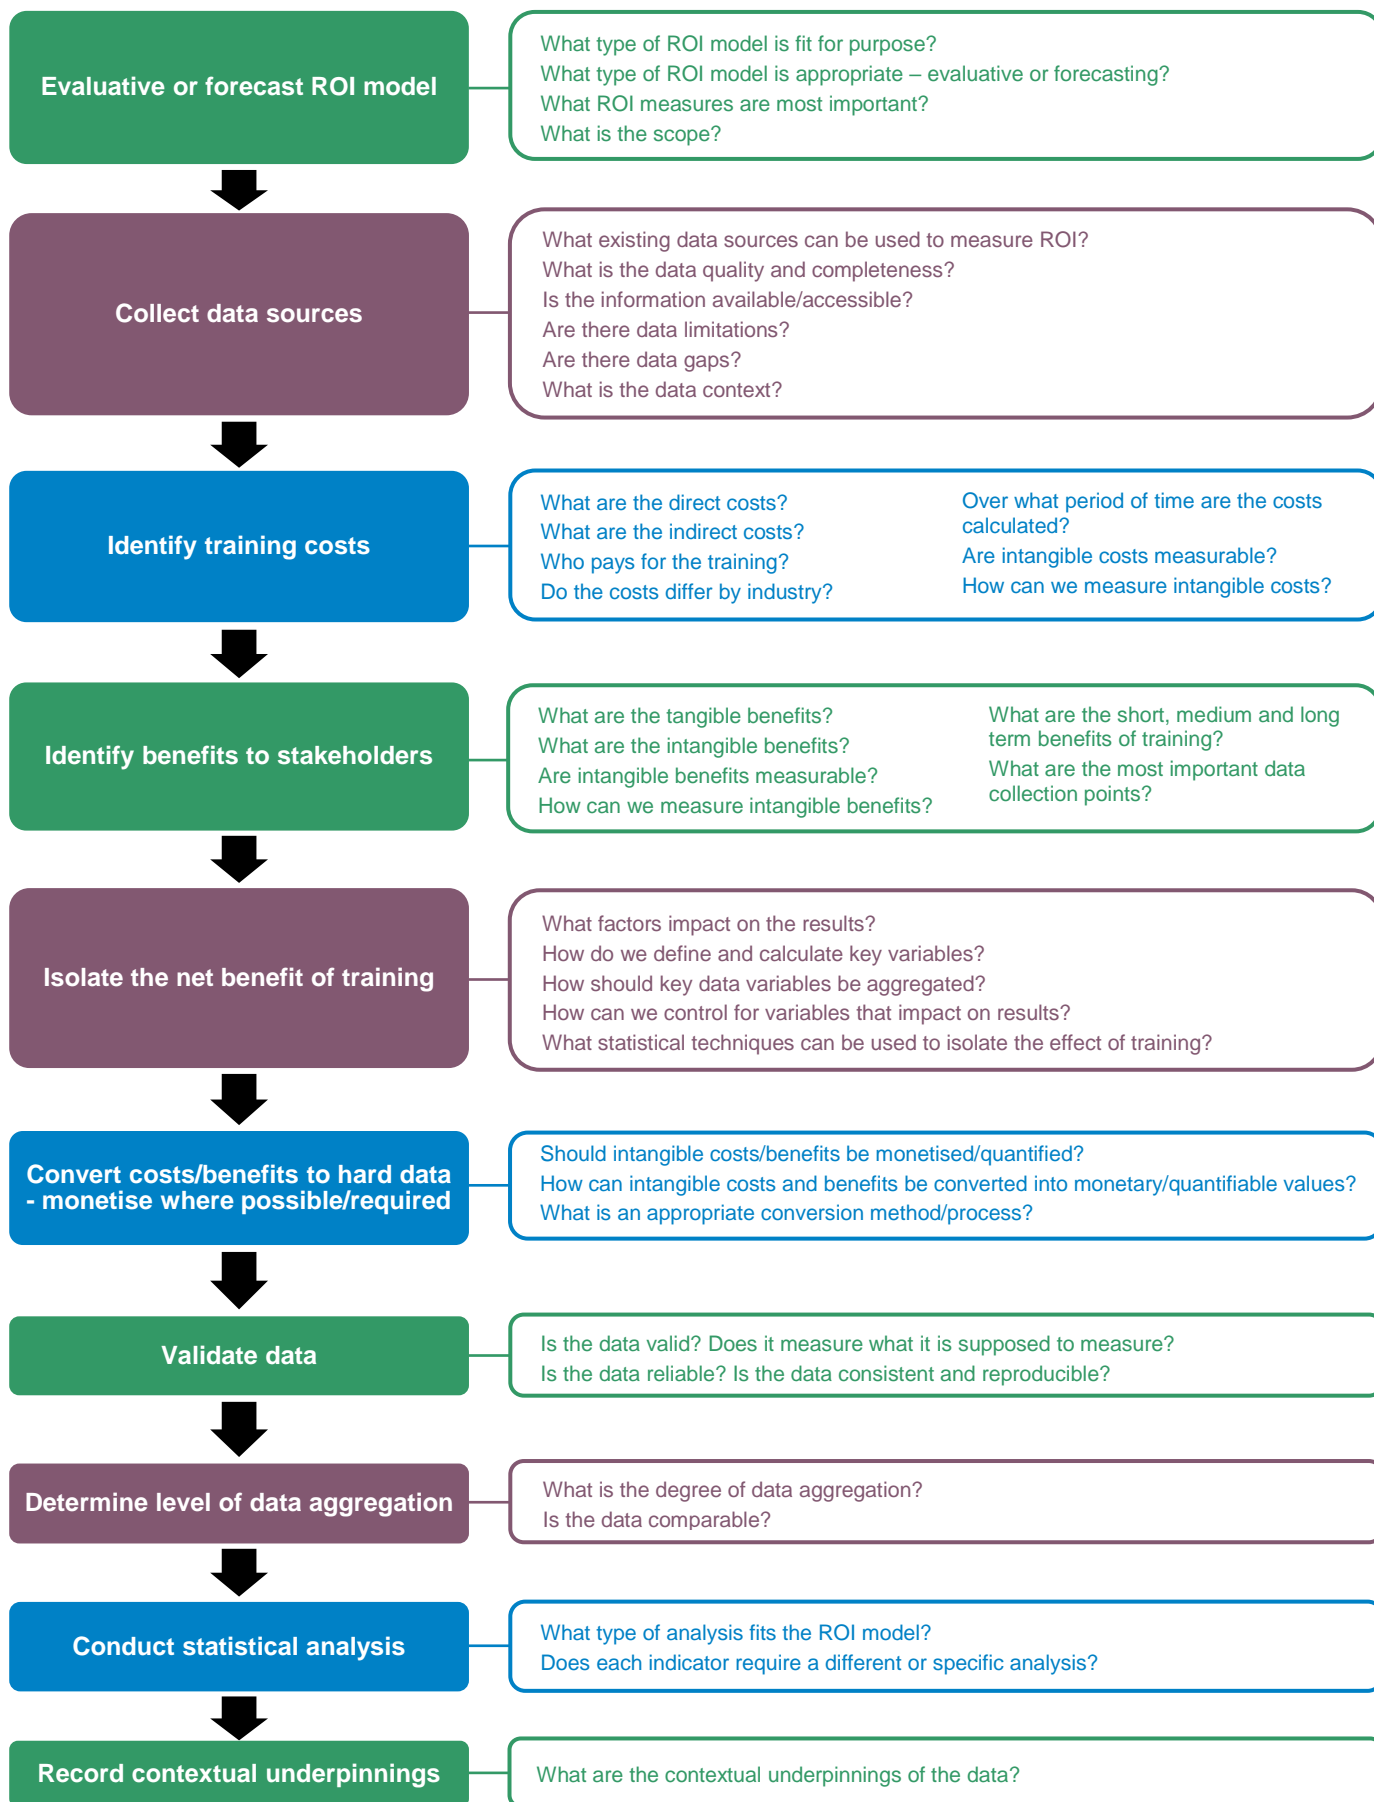 Evaluative or forecast ROI model
What type of ROI model is fit for purpose?
What type of ROI model is appropriate – evaluative or forecasting?
What ROI measures are most important?
What is the scope?
Collect data sources
What existing data sources can be used to measure ROI?
What is the data quality and completeness?
Is the information available/accessible?
Are there data limitations?
Are there data gaps?
What is the data context?
Identify training costs
What are the direct costs?
What are the indirect costs?
Who pays for the training?
Do the costs differ by industry?
Over what period of time are the costs
calculated?
Are intangible costs measurable?
How can we measure intangible costs?
Identify benefits to stakeholders
What are the tangible benefits?
What are the intangible benefits?
Are intangible benefits measurable?
How can we measure intangible benefits?
What are the short, medium and long
term benefits of training?
What are the most important data
collection points?
Isolate the net benefit of training
What factors impact on the results?
How do we define and calculate key variables?
How should key data variables be aggregated?
How can we control for variables that impact on results?
What statistical techniques can be used to isolate the effect of training?
Convert costs/benefits to hard data
- monetise where possible/required
Should intangible costs/benefits be monetised/quantified?
How can intangible costs and benefits be converted into monetary/quantifiable values?
What is an appropriate conversion method/process?
Validate data
Is the data valid? Does it measure what it is supposed to measure?
Is the data reliable? Is the data consistent and reproducible?
Determine level of data aggregation
What is the degree of data aggregation?
Is the data comparable?
Conduct statistical analysis
What type of analysis fits the ROI model?
Does each indicator require a different or specific analysis?
Record contextual underpinnings
What are the contextual underpinnings of the data?